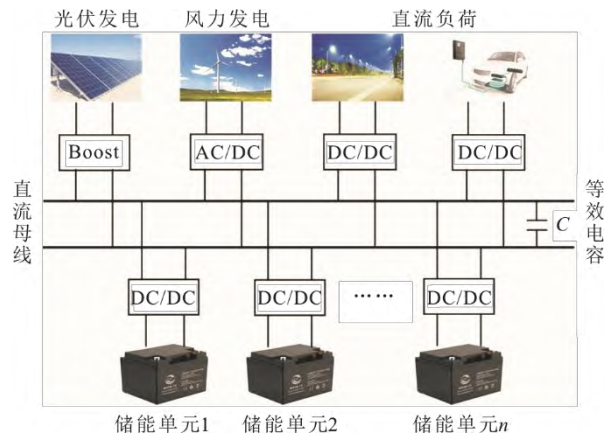 光伏发电 风力发电 直流负荷
Boost AC/DC DC/DC DC/DC
直流母线
等效电容
C
DC/DC DC/DC …… DC/DC
储能单元1 储能单元2 储能单元n